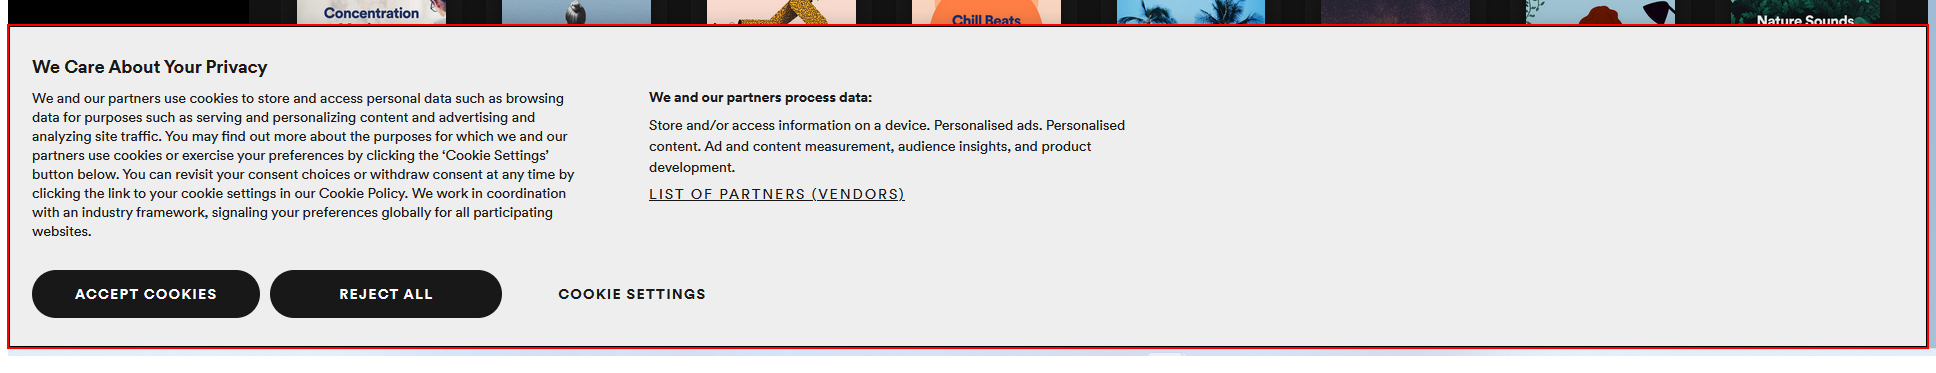 Concentration
Chill Beats
Nature Sounds
We Care About Your Privacy
We and our partners use cookies to store and access personal data such as browsing
data for purposes such as serving and personalizing content and advertising and
analyzing site traffic. You may find out more about the purposes for which we and our
partners use cookies or exercise your preferences by clicking the ‘Cookie Settings’
button below. You can revisit your consent choices or withdraw consent at any time by
clicking the link to your cookie settings in our Cookie Policy. We work in coordination
with an industry framework, signaling your preferences globally for all participating
websites.
We and our partners process data:
Store and/or access information on a device. Personalised ads. Personalised
content. Ad and content measurement, audience insights, and product
development.
LIST OF PARTNERS (VENDORS)
ACCEPT COOKIES
REJECT ALL
COOKIE SETTINGS